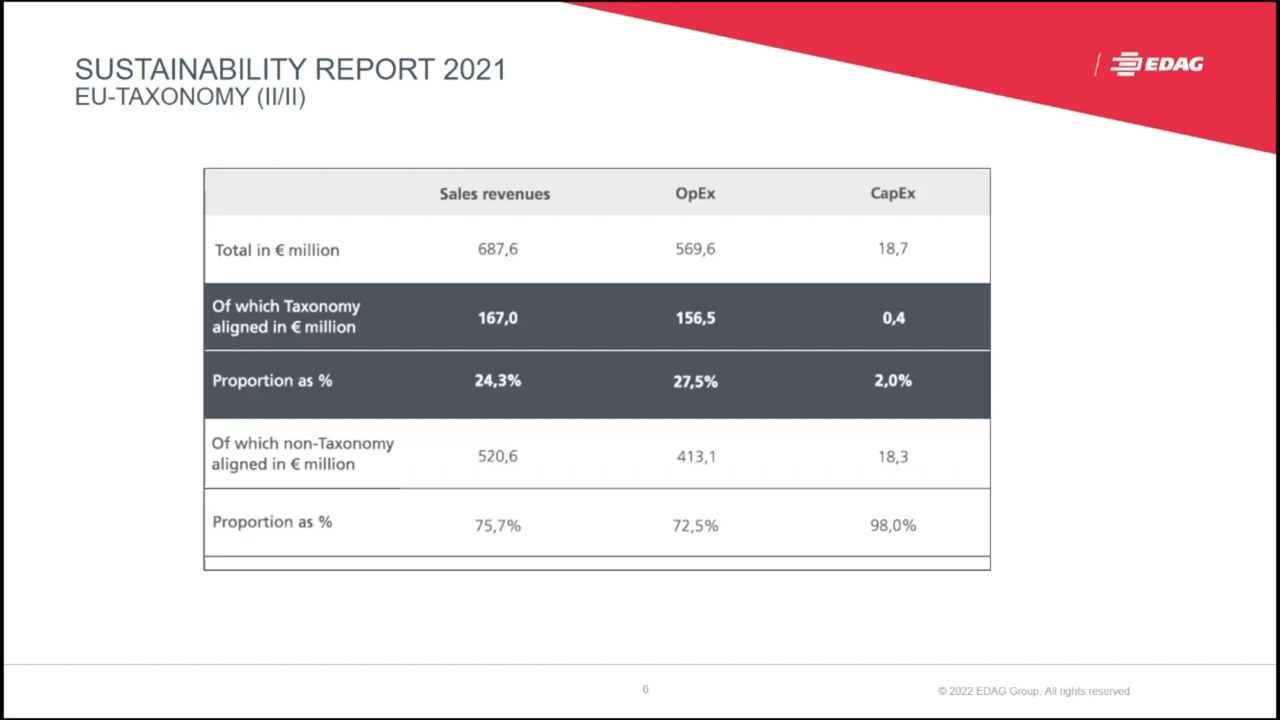 SUSTAINABILITY REPORT 2021
EU-TAXONOMY (II/II)
EDAG
Sales revenues OpEx CapEx
Total in € million 687,6 569,6 18,7
Of which Taxonomy
aligned in € million 167,0 156,5 0,4
Proportion as % 24,3% 27,5% 2,0%
Of which non-Taxonomy
aligned in € million 520,6 413,1 18,3
Proportion as % 75,7% 72,5% 98,0%
6
© 2022 EDAG Group. All rights reserved